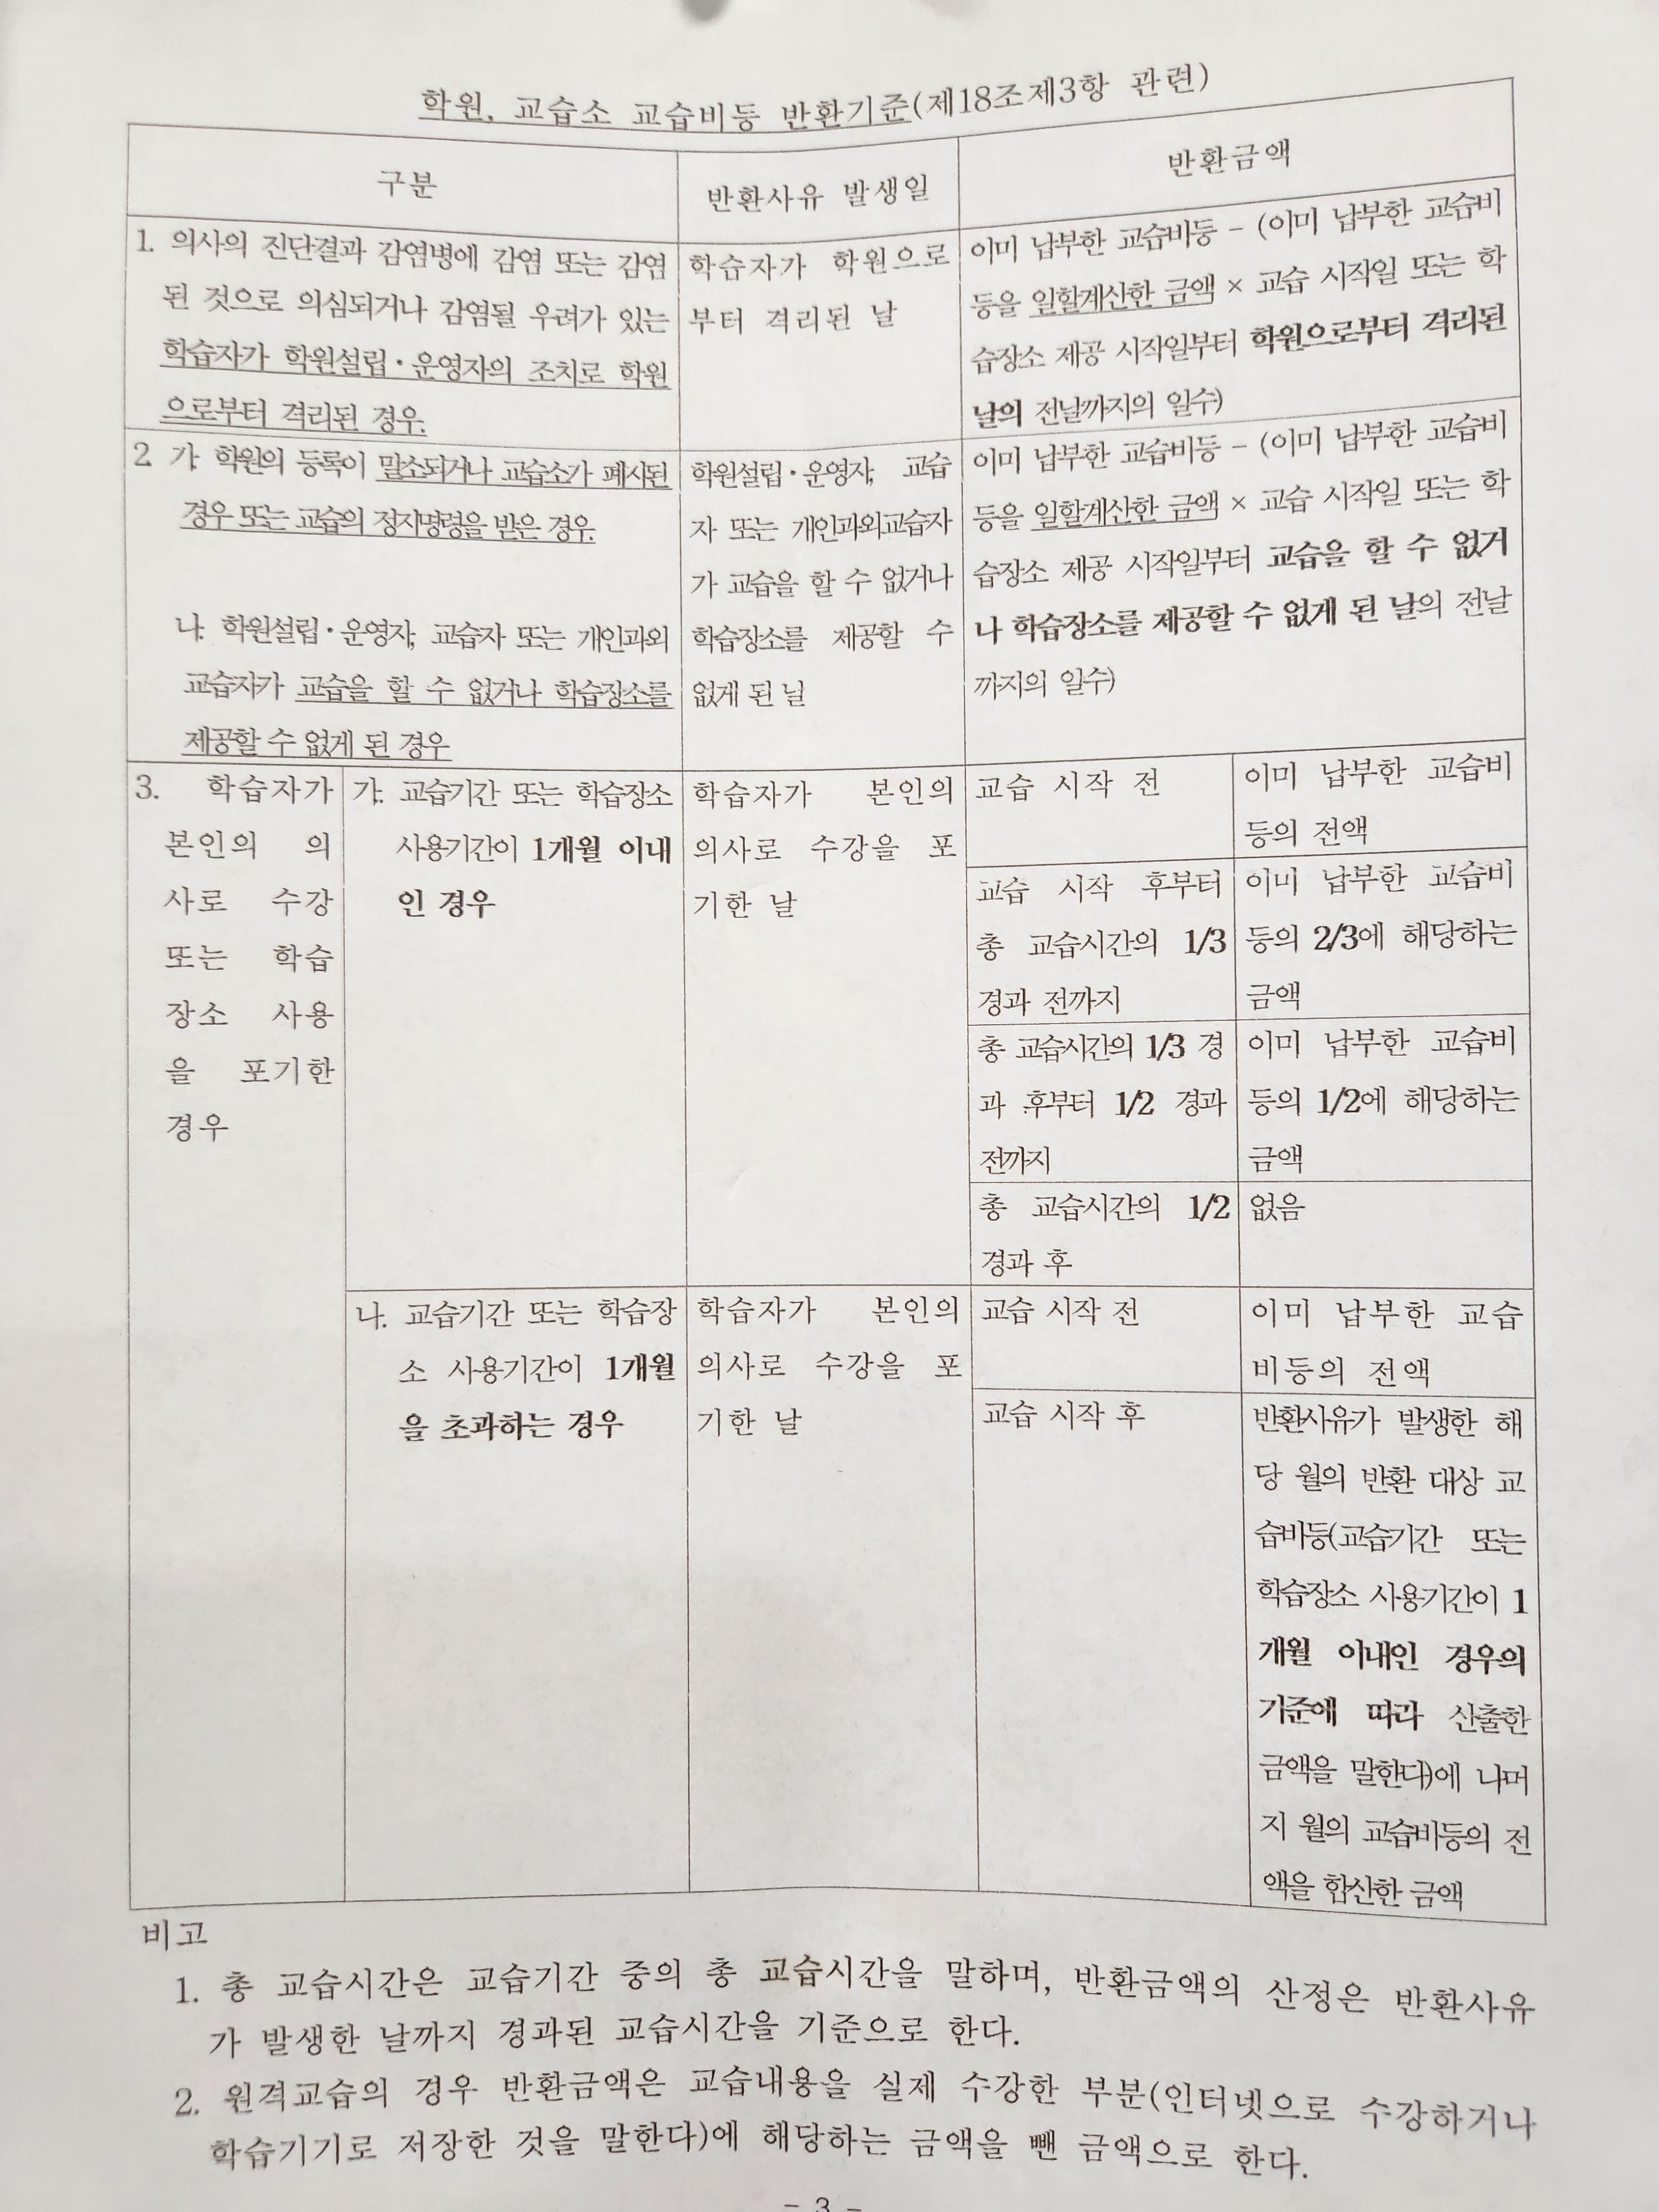 학원, 교습소 교습비등 반환기준(제18조제3항 관련)
구분
반환사유 발생일
반환금액
1. 의사의 진단결과 감염병에 감염 또는 감염
된 것으로 의심되거나 감염될 우려가 있는
학습자가 학원설립·운영자의 조치로 학원
으로부터 격리된 경우.
학습자가 학원으로
부터 격리된 날
이미 납부한 교습비등 - (이미 납부한 교습비
등을 일할계산한 금액 × 교습 시작일 또는 학
습장소 제공 시작일부터 학원으로부터 격리된
날의 전날까지의 일수)
2. 가. 학원의 등록이 말소되거나 교습소가 폐시된
경우 또는 교습의 정지명령을 받은 경우.
나. 학원설립·운영자, 교습자 또는 개인과외
교습자가 교습을 할 수 없거나 학습장소를
제공할 수 없게 된 경우
학원설립·운영자, 교습
자 또는 개인과외교습자
가 교습을 할 수 없거나
학습장소를 제공할 수
없게 된 닐
이미 납부한 교습비등 - (이미 납부한 교습비
등을 일할계산한 금액 × 교습 시작일 또는 학
습장소 제공 시작일부터 교습을 할 수 없거
나 학습장소를 제공할 수 없게 된 날의 전날
까지의 일수)
3. 학습자가
본인의 의
사로 수강
또는 학습
장소 사용
을 포기한
경우
가. 교습기간 또는 학습장소
사용기간이 1개월 이내
인 경우
학습자가 본인의
의사로 수강을 포
기한 날
교습 시작 전
이미 납부한 교습비
등의 전액
교습 시작 후부터
총 교습시간의 1/3
경과 전까지
이미 납부한 교습비
등의 2/3에 해당하는
금액
총 교습시간의 1/3 경
과 후부터 1/2 경과
전까지
이미 납부한 교습비
등의 1/2에 해당하는
금액
총 교습시간의 1/2
경과 후
없음
나. 교습기간 또는 학습장
소 사용기간이 1개월
을 초과하는 경우
학습자가 본인의
의사로 수강을 포
기한 날
교습 시작 전
이미 납부한 교습
비등의 전액
교습 시작 후
반환사유가 발생한 해
당 월의 반환 대상 교
습비등(교습기간 또는
학습장소 사용기간이 1
개월 이내인 경우의
기준에 따라 산출한
금액을 말한다)에 나머
지 월의 교습비등의 전
액을 합산한 금액
비고
1. 총 교습시간은 교습기간 중의 총 교습시간을 말하며, 반환금액의 산정은 반환사유
가 발생한 날까지 경과된 교습시간을 기준으로 한다.
2. 원격교습의 경우 반환금액은 교습내용을 실제 수강한 부분(인터넷으로 수강하거나
학습기기로 저장한 것을 말한다)에 해당하는 금액을 뺀 금액으로 한다.
- 3 -